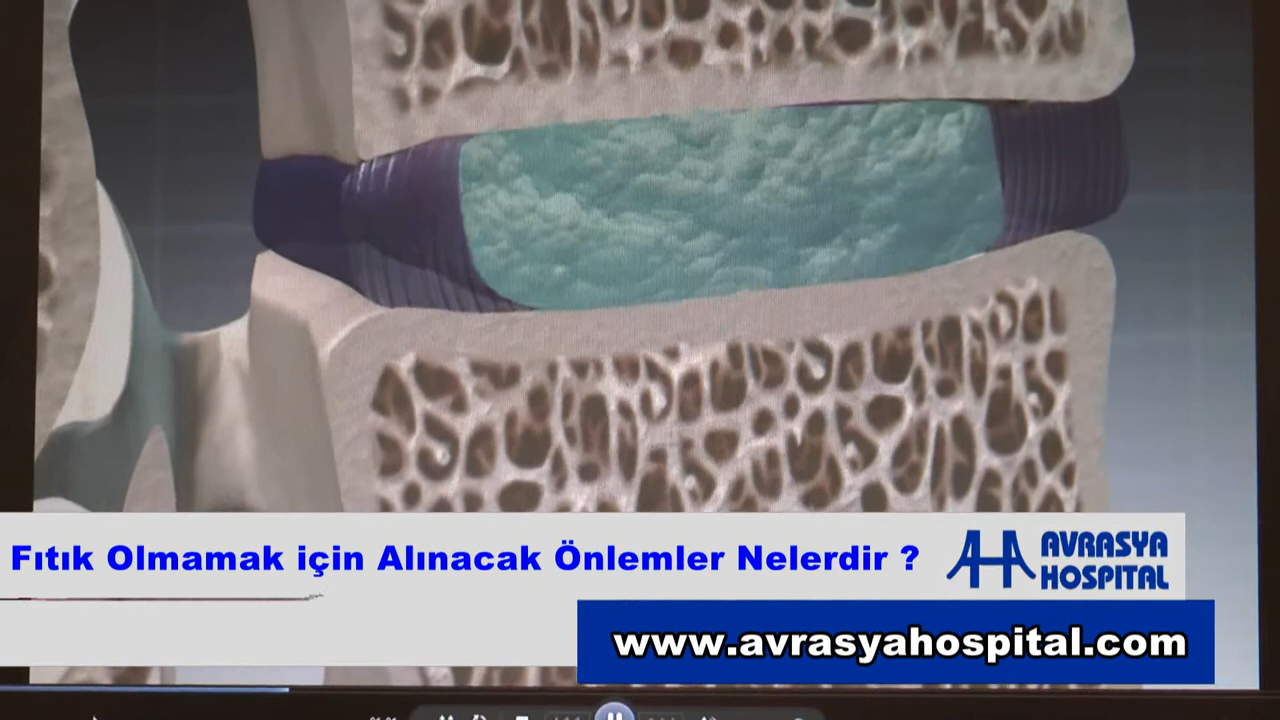 Fıtık Olmamak için Alınacak Önlemler Nelerdir ?
AVRASYA
HOSPITAL
www.avrasyahospital.com